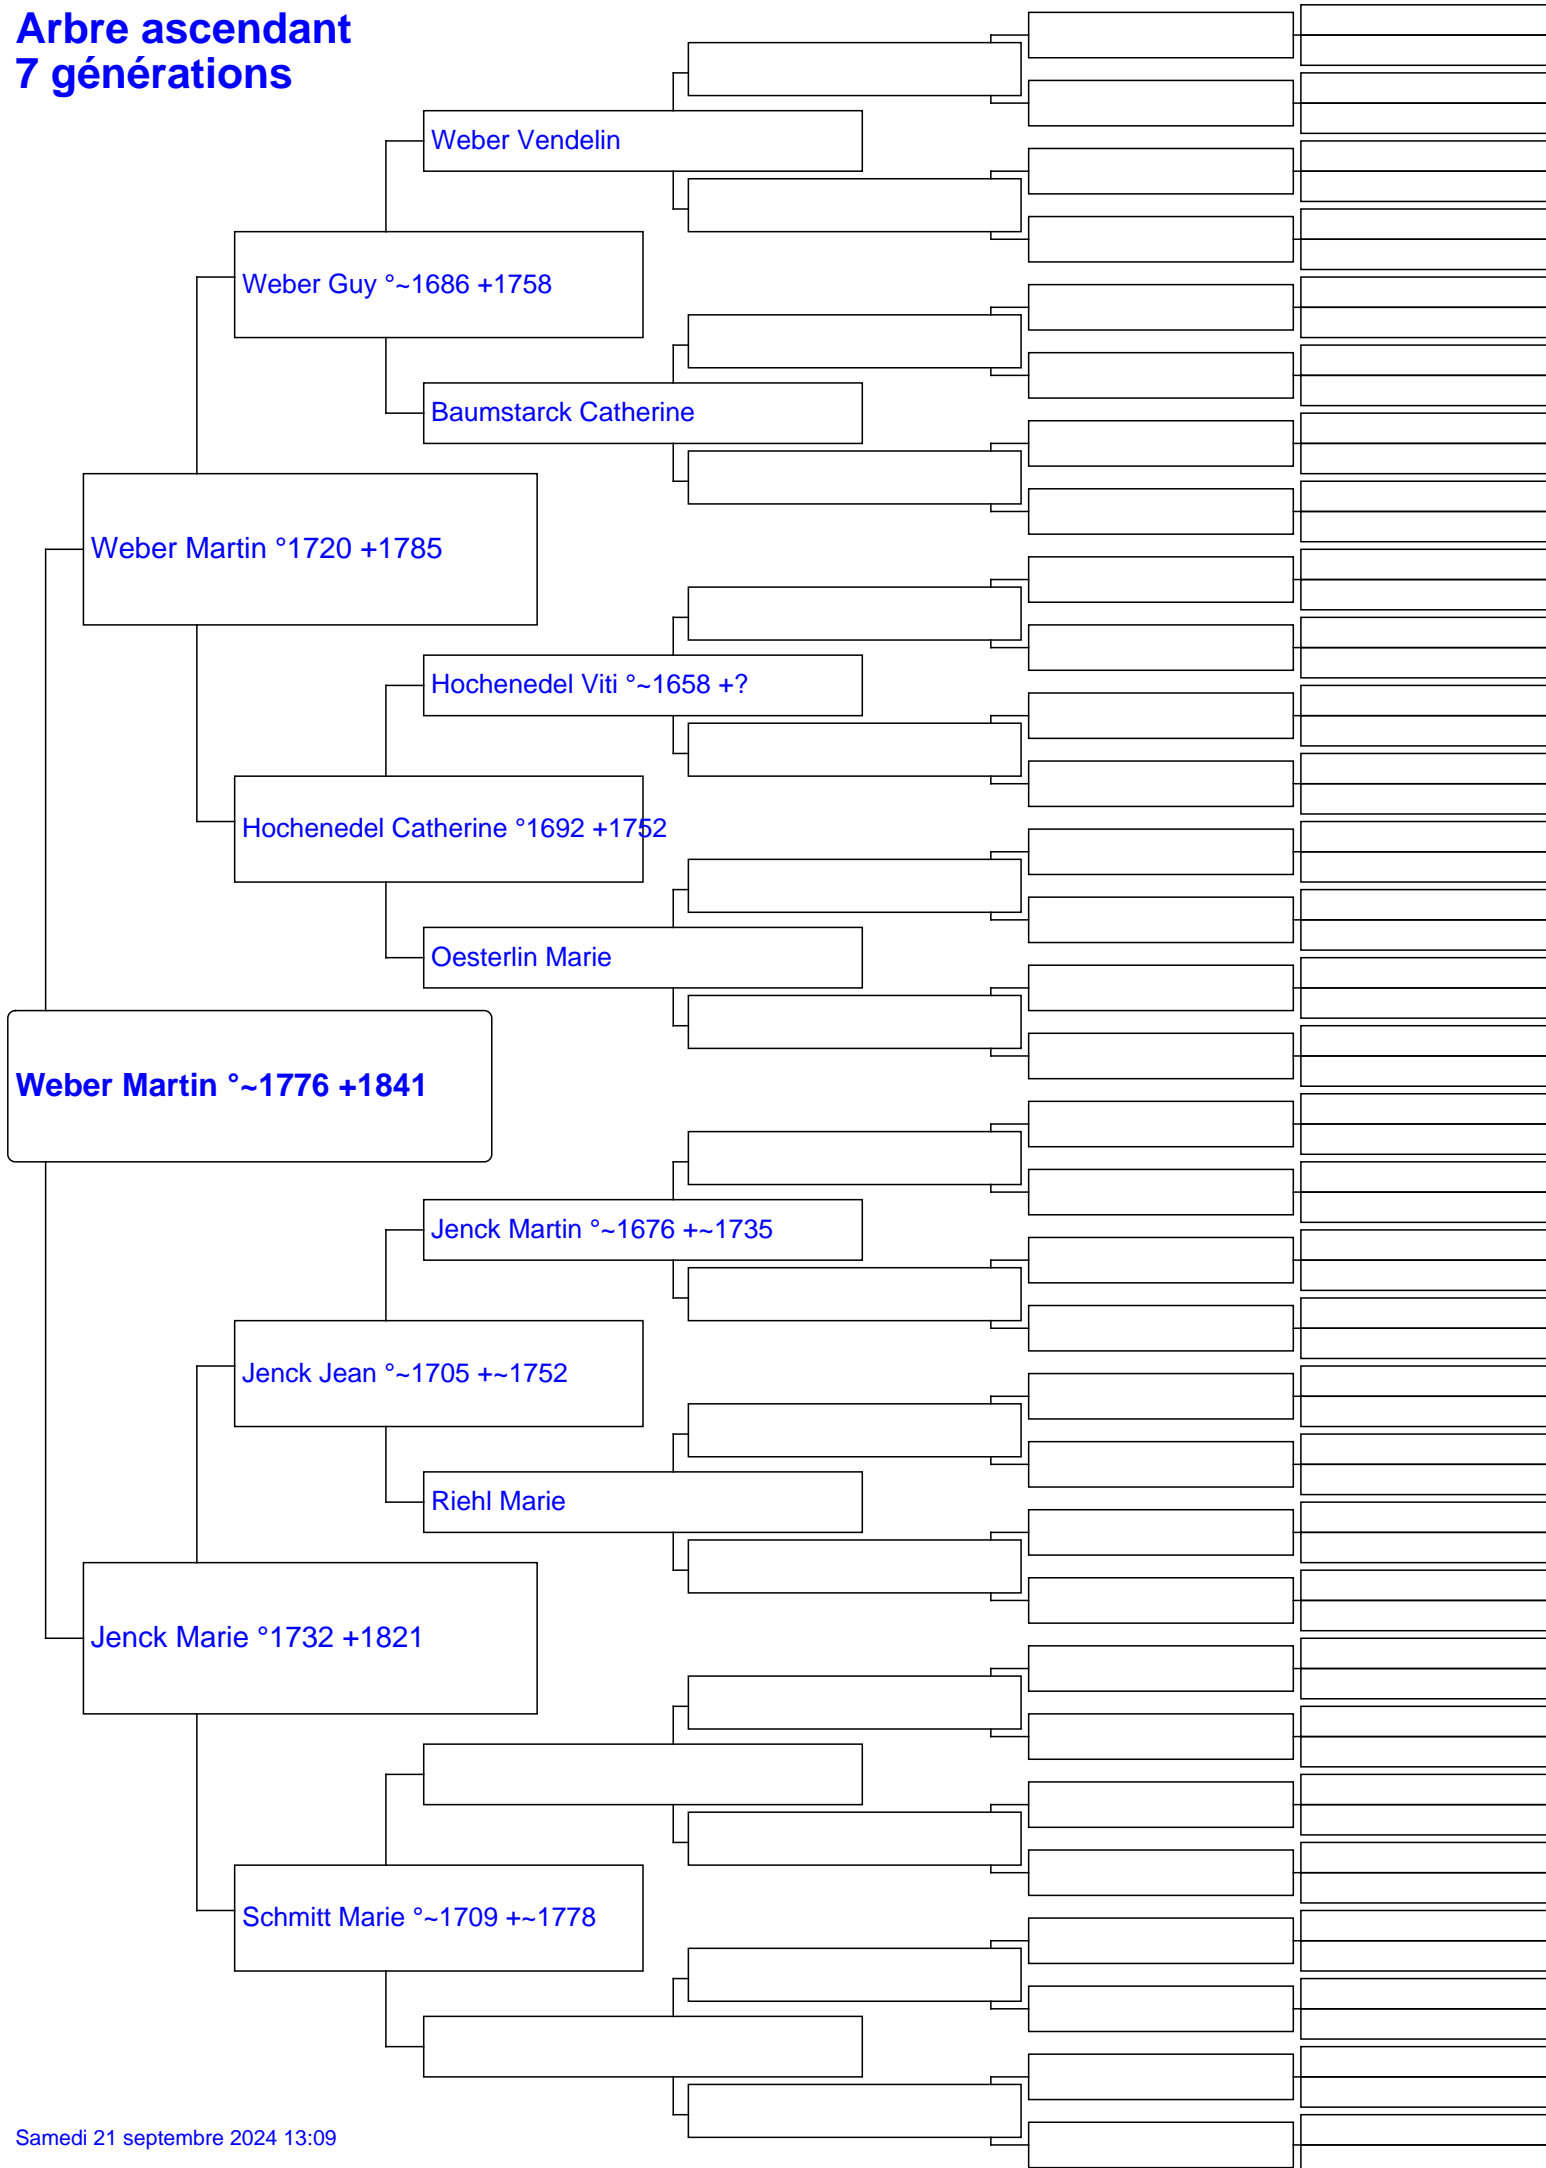 Arbre ascendant
7 générations
Weber Vendelin
Weber Guy °~1686 +1758
Baumstarck Catherine
Weber Martin °1720 +1785
Hochenedel Viti °~1658 +?
Hochenedel Catherine °1692 +1752
Oesterlin Marie
Weber Martin °~1776 +1841
Jenck Martin °~1676 +~1735
Jenck Jean °~1705 +~1752
Riehl Marie
Jenck Marie °1732 +1821
Schmitt Marie °~1709 +~1778
Samedi 21 septembre 2024 13:09